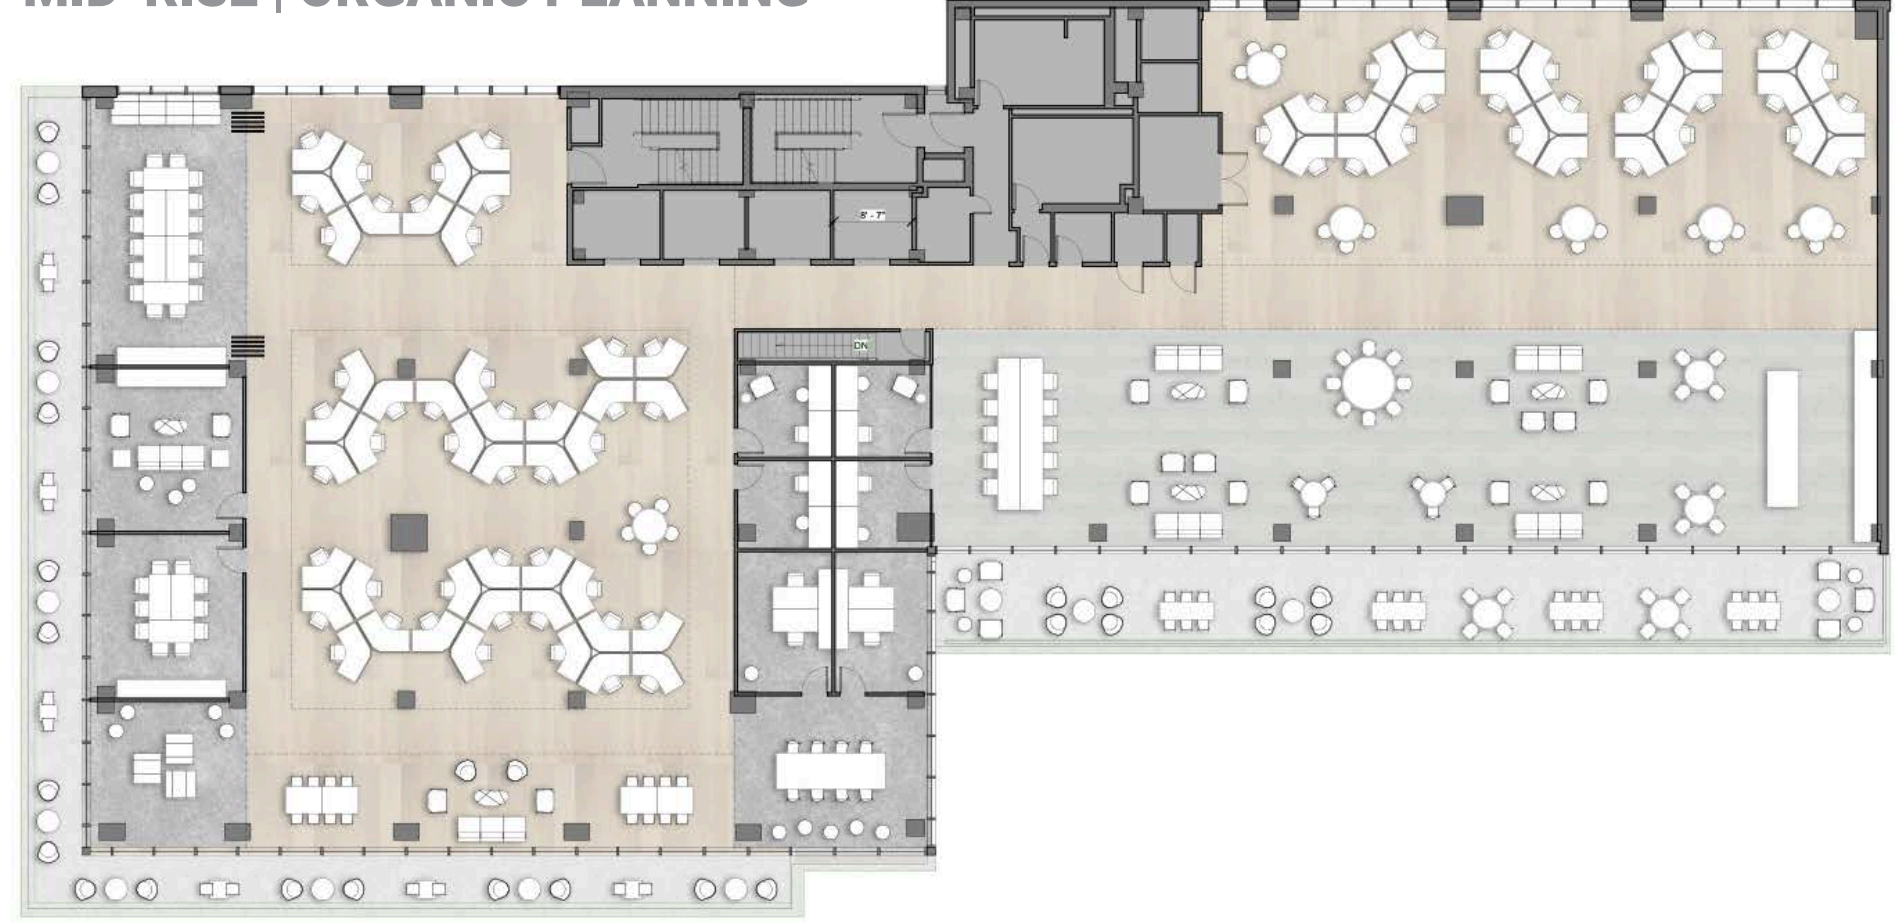 MID-RISE | ORGANIC PLANNING
8' - 7"
DN